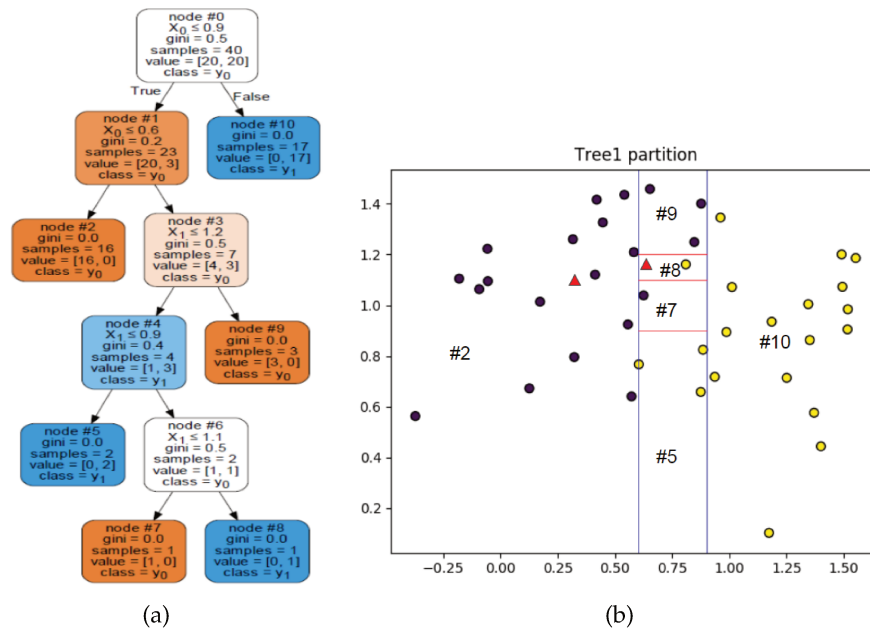 node #0
X0 ≤ 0.9
gini = 0.5
samples = 40
value = [20, 20]
class = y0
True
False
node #1
X0 ≤ 0.6
gini = 0.2
samples = 23
value = [20, 3]
class = y0
node #10
gini = 0.0
samples = 17
value = [0, 17]
class = y1
node #2
gini = 0.0
samples = 16
value = [16, 0]
class = y0
node #3
X1 ≤ 1.2
gini = 0.5
samples = 7
value = [4, 3]
class = y0
node #4
X1 ≤ 0.9
gini = 0.4
samples = 4
value = [1, 3]
class = y1
node #9
gini = 0.0
samples = 3
value = [3, 0]
class = y0
node #5
gini = 0.0
samples = 2
value = [0, 2]
class = y1
node #6
X1 ≤ 1.1
gini = 0.5
samples = 2
value = [1, 1]
class = y0
node #7
gini = 0.0
samples = 1
value = [1, 0]
class = y0
node #8
gini = 0.0
samples = 1
value = [0, 1]
class = y1
(a)
Tree1 partition
1.4
1.2
1.0
0.8
0.6
0.4
0.2
#9
#8
#7
#2
#10
#5
−0.25
0.00
0.25
0.50
0.75
1.00
1.25
1.50
(b)